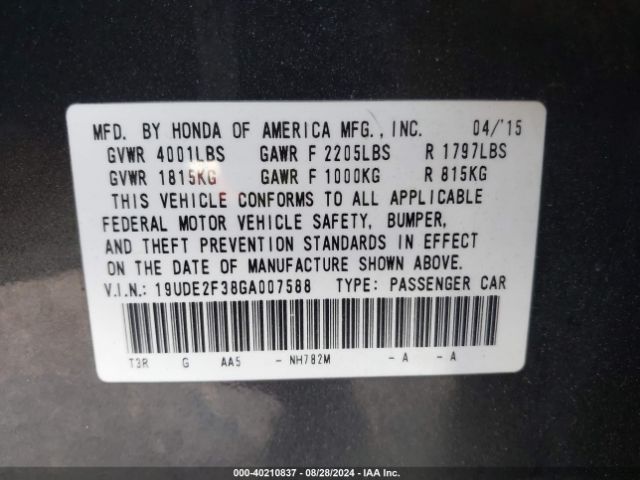 MFD. BY HONDA OF AMERICA MFG., INC. 04/'15
GVWR 4001LBS GAWR F 2205LBS R 1797LBS
GVWR 1815KG GAWR F 1000KG R 815KG
THIS VEHICLE CONFORMS TO ALL APPLICABLE
FEDERAL MOTOR VEHICLE SAFETY, BUMPER,
AND THEFT PREVENTION STANDARDS IN EFFECT
ON THE DATE OF MANUFACTURE SHOWN ABOVE.
V.I.N.: 19UDE2F38GA007588 TYPE: PASSENGER CAR
T3R G AA5 - NH782M - A - A
000-40210837 - 08/28/2024 - IAA Inc.